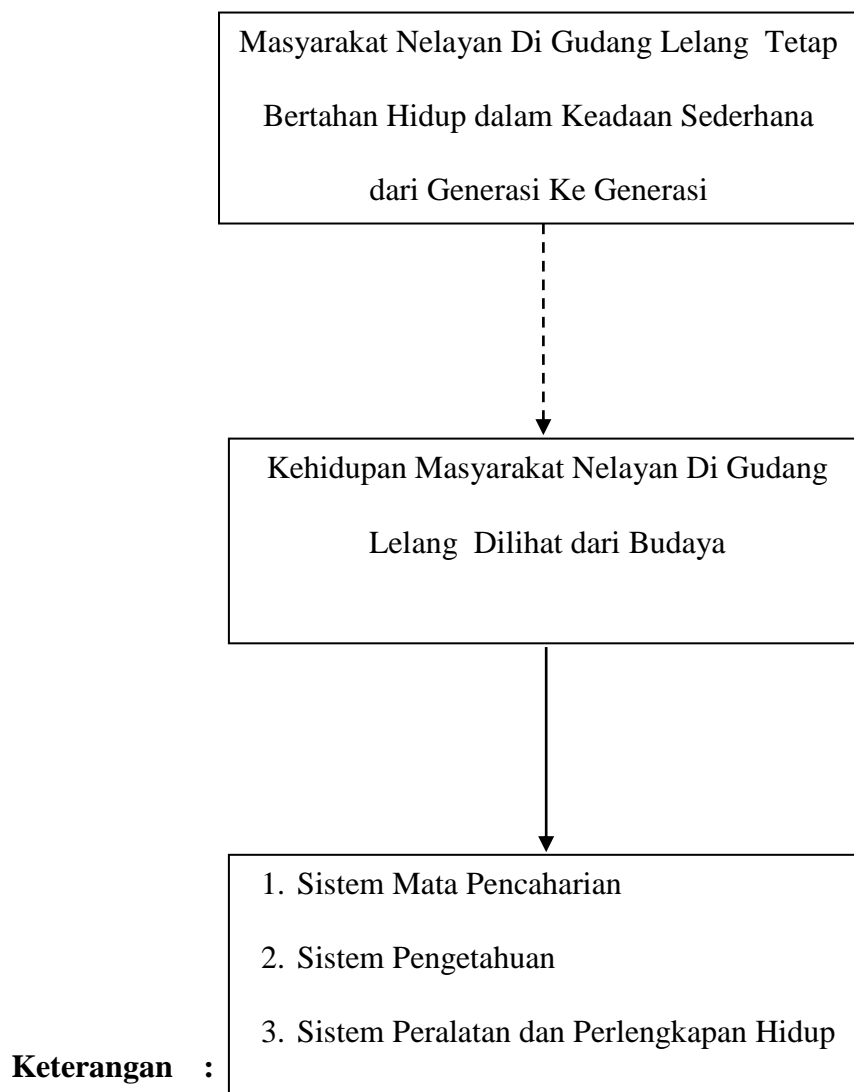 Masyarakat Nelayan Di Gudang Lelang Tetap
Bertahan Hidup dalam Keadaan Sederhana
dari Generasi Ke Generasi
Kehidupan Masyarakat Nelayan Di Gudang
Lelang Dilihat dari Budaya
1. Sistem Mata Pencaharian
2. Sistem Pengetahuan
3. Sistem Peralatan dan Perlengkapan Hidup
Keterangan :